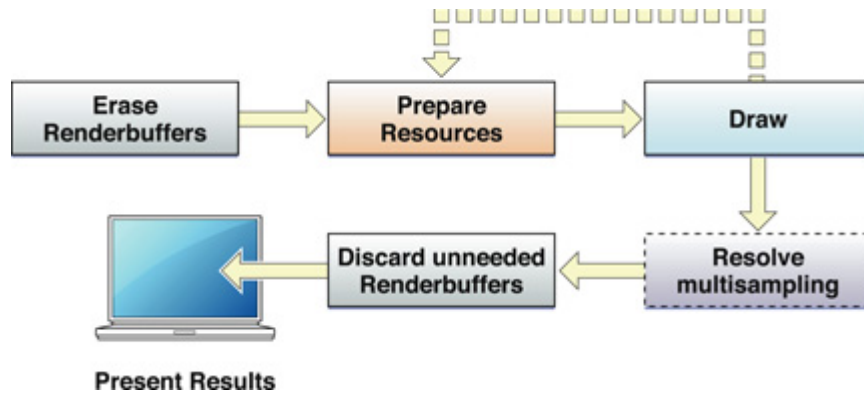 Erase
Renderbuffers
Prepare
Resources
Draw
Resolve
multisampling
Discard unneeded
Renderbuffers
Present Results